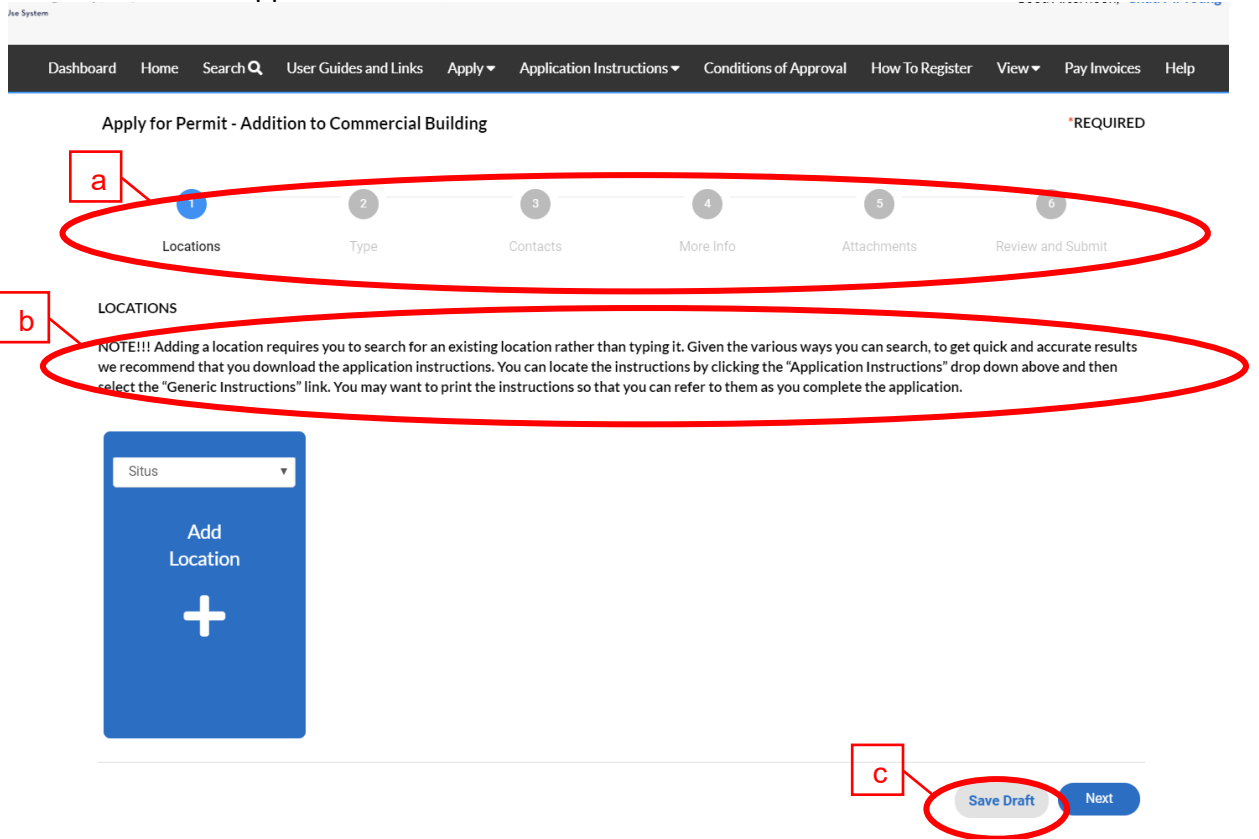 Use System
Dashboard Home Search User Guides and Links Apply Application Instructions Conditions of Approval How To Register View Pay Invoices Help
Apply for Permit - Addition to Commercial Building *REQUIRED
a
1 2 3 4 5 6
Locations Type Contacts More Info Attachments Review and Submit
b
LOCATIONS
NOTE!!! Adding a location requires you to search for an existing location rather than typing it. Given the various ways you can search, to get quick and accurate results
we recommend that you download the application instructions. You can locate the instructions by clicking the “Application Instructions” drop down above and then
select the “Generic Instructions” link. You may want to print the instructions so that you can refer to them as you complete the application.
Situs
Add
Location
c
Save Draft Next